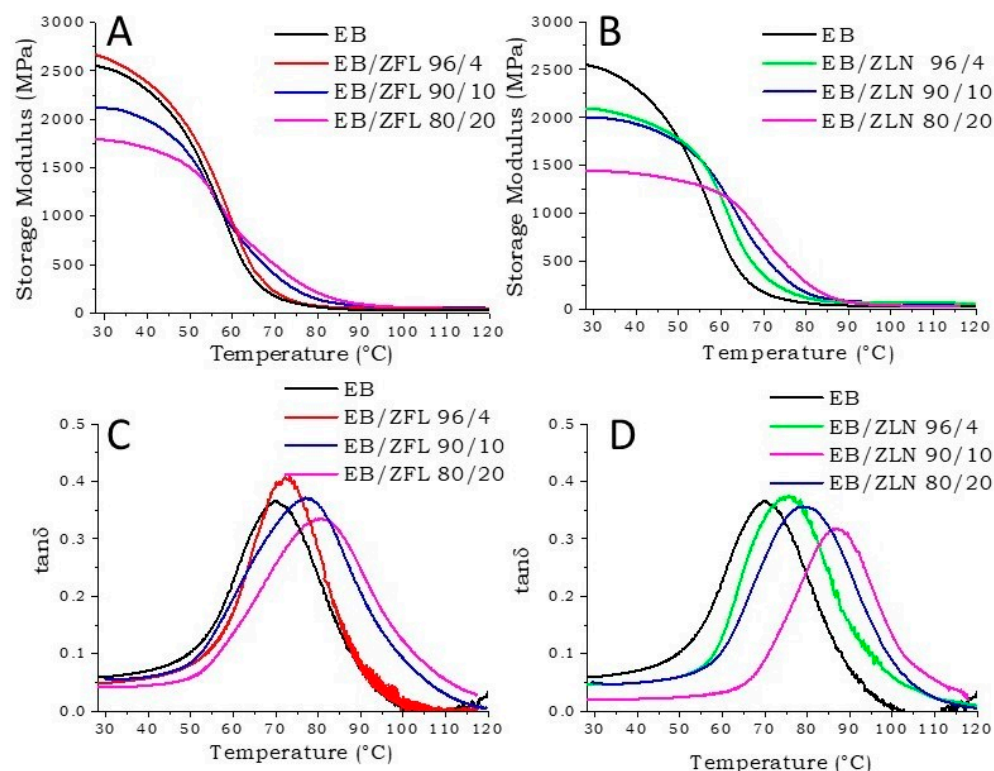 A
EB
EB/ZFL 96/4
EB/ZFL 90/10
EB/ZFL 80/20
Storage Modulus (MPa)
3000
2500
2000
1500
1000
500
0
30 40 50 60 70 80 90 100 110 120
Temperature (°C)
B
EB
EB/ZLN 96/4
EB/ZLN 90/10
EB/ZLN 80/20
Storage Modulus (MPa)
3000
2500
2000
1500
1000
500
0
30 40 50 60 70 80 90 100 110 120
Temperature (°C)
C
EB
EB/ZFL 96/4
EB/ZFL 90/10
EB/ZFL 80/20
tanδ
0.5
0.4
0.3
0.2
0.1
0.0
30 40 50 60 70 80 90 100 110 120
Temperature (°C)
D
EB
EB/ZLN 96/4
EB/ZLN 90/10
EB/ZLN 80/20
tanδ
0.5
0.4
0.3
0.2
0.1
0.0
30 40 50 60 70 80 90 100 110 120
Temperature (°C)